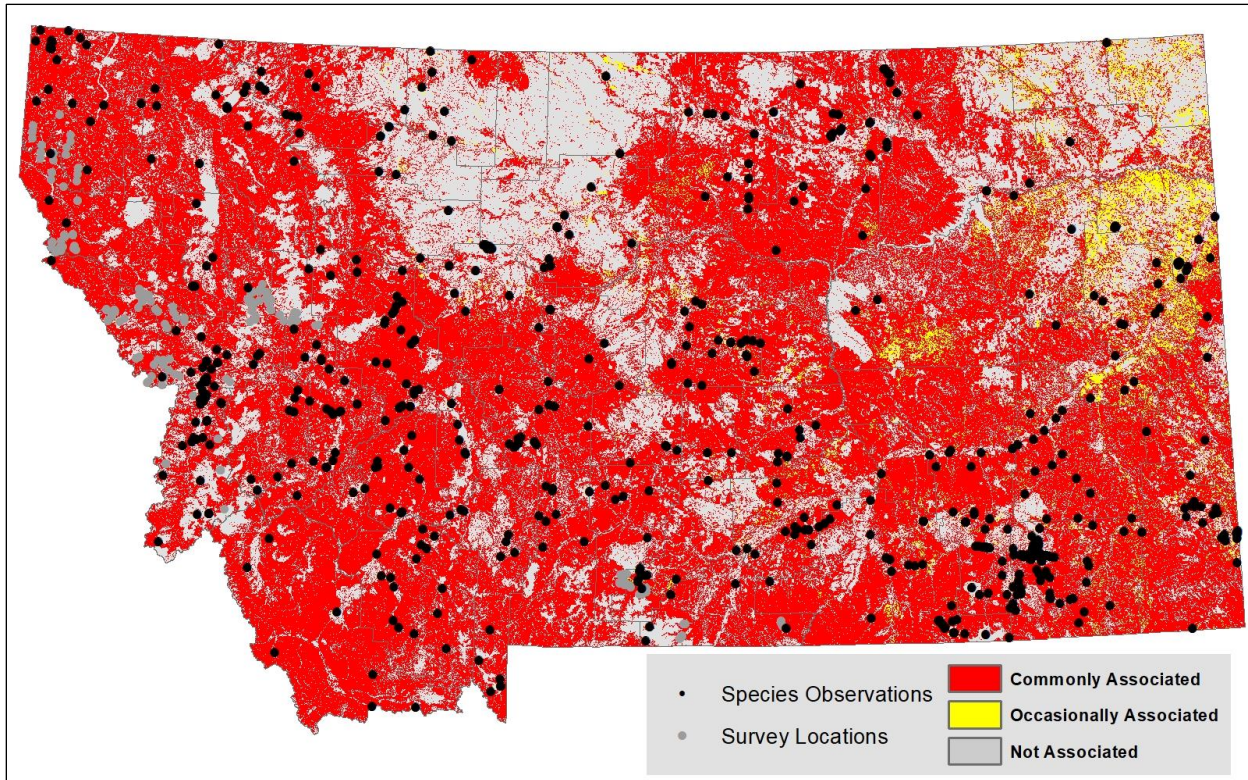 Species Observations
Survey Locations
Commonly Associated
Occasionally Associated
Not Associated